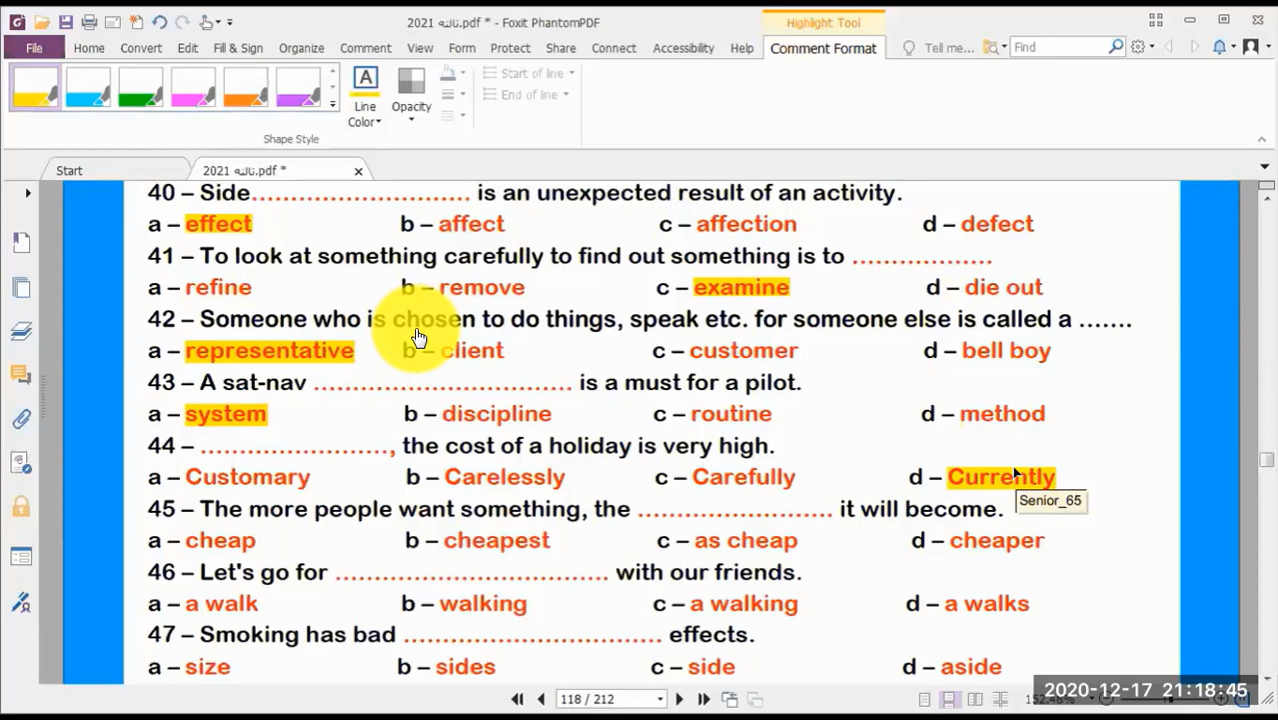 2021 ثالثه.pdf * - Foxit PhantomPDF
Highlight Tool
File Home Convert Edit Fill & Sign Organize Comment View Form Protect Share Connect Accessibility Help Comment Format Tell me... Find
Start of line
End of line
Line Color
Opacity
Shape Style
Start
2021 ثالثه.pdf *
40 – Side................................ is an unexpected result of an activity.
a – effect b – affect c – affection d – defect
41 – To look at something carefully to find out something is to ..................
a – refine b – remove c – examine d – die out
42 – Someone who is chosen to do things, speak etc. for someone else is called a .......
a – representative b – client c – customer d – bell boy
43 – A sat-nav ................................ is a must for a pilot.
a – system b – discipline c – routine d – method
44 – ........................, the cost of a holiday is very high.
a – Customary b – Carelessly c – Carefully d – Currently
Senior_65
45 – The more people want something, the ........................ it will become.
a – cheap b – cheapest c – as cheap d – cheaper
46 – Let's go for ................................ with our friends.
a – a walk b – walking c – a walking d – a walks
47 – Smoking has bad ................................ effects.
a – size b – sides c – side d – aside
118 / 212
2020-12-17 21:18:45